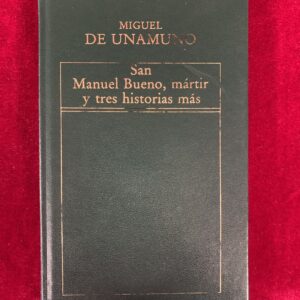 MIGUEL
DE UNAMUNO
San
Manuel Bueno, mártir
y tres historias más